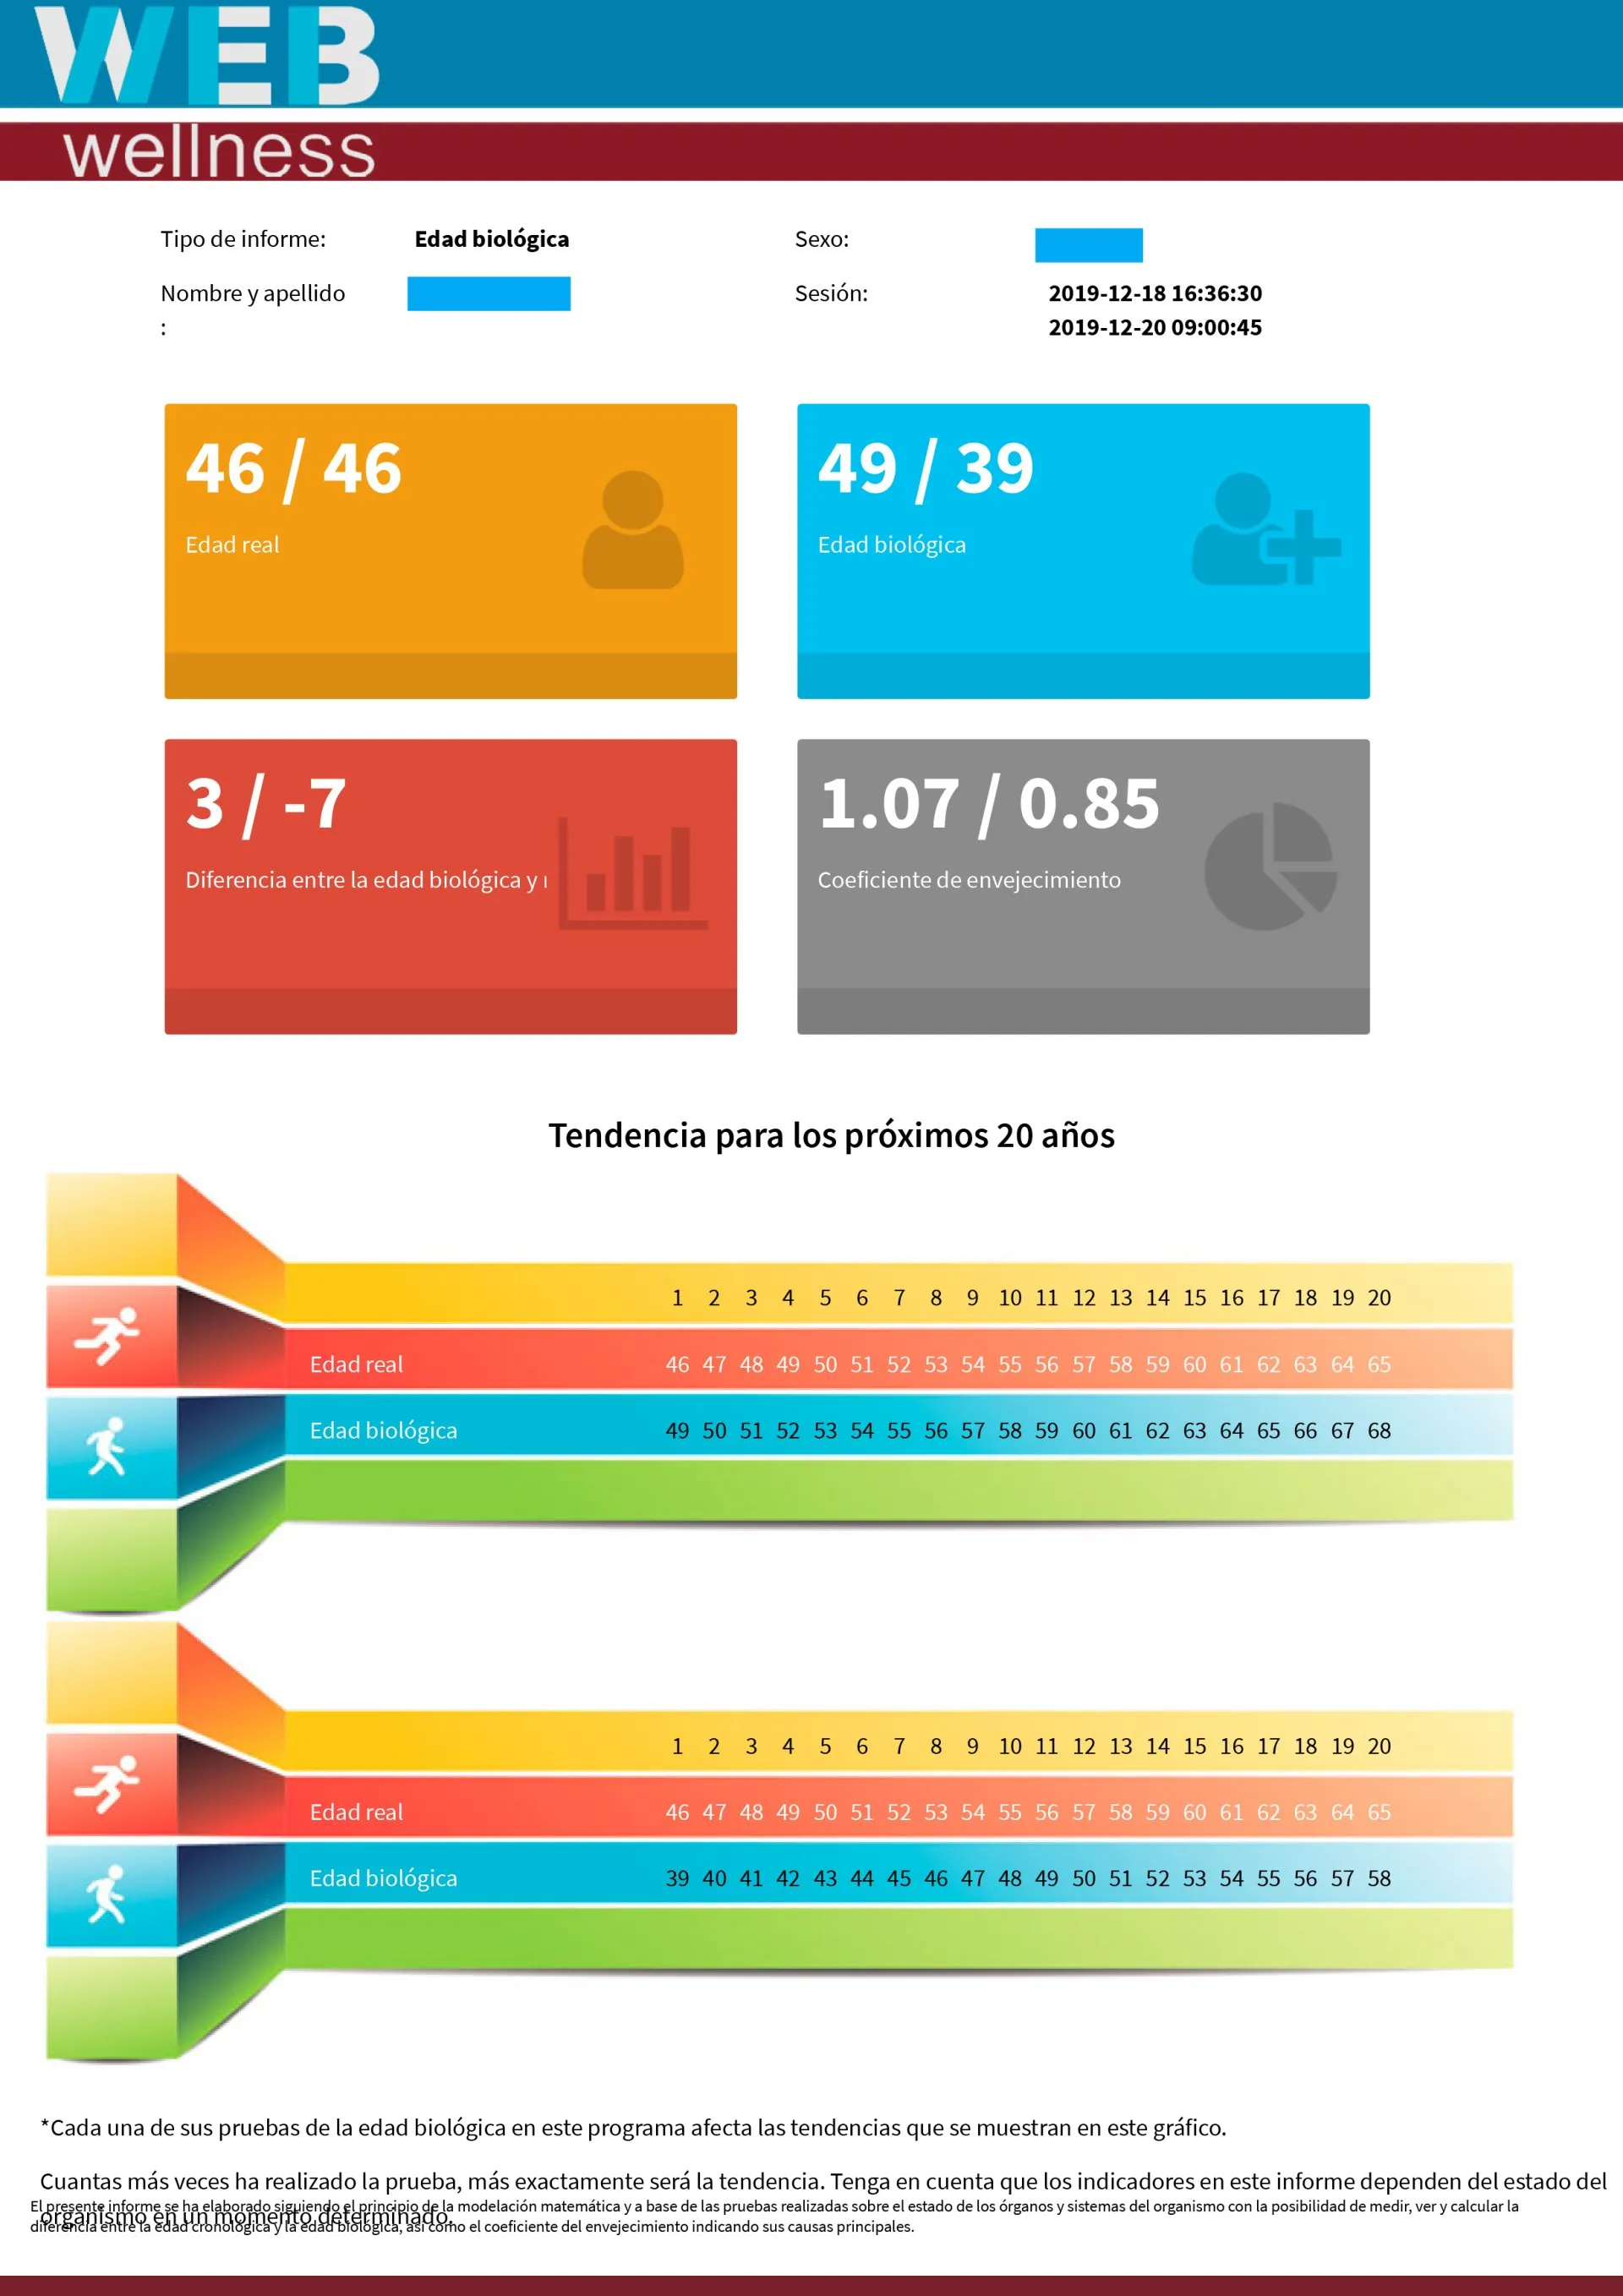 WEB
wellness
Tipo de informe: Edad biológica Sexo:
Nombre y apellido Sesión: 2019-12-18 16:36:30
: 2019-12-20 09:00:45
46 / 46 49 / 39
Edad real Edad biológica
3 / -7 1.07 / 0.85
Diferencia entre la edad biológica y Coeficiente de envejecimiento
Tendencia para los próximos 20 años
1 2 3 4 5 6 7 8 9 10 11 12 13 14 15 16 17 18 19 20
Edad real 46 47 48 49 50 51 52 53 54 55 56 57 58 59 60 61 62 63 64 65
Edad biológica 49 50 51 52 53 54 55 56 57 58 59 60 61 62 63 64 65 66 67 68
1 2 3 4 5 6 7 8 9 10 11 12 13 14 15 16 17 18 19 20
Edad real 46 47 48 49 50 51 52 53 54 55 56 57 58 59 60 61 62 63 64 65
Edad biológica 39 40 41 42 43 44 45 46 47 48 49 50 51 52 53 54 55 56 57 58
*Cada una de sus pruebas de la edad biológica en este programa afecta las tendencias que se muestran en este gráfico.
Cuantas más veces ha realizado la prueba, más exactamente será la tendencia. Tenga en cuenta que los indicadores en este informe dependen del estado del
organismo en un momento determinado.
El presente informe se ha elaborado siguiendo el principio de la modelación matemática y a base de las pruebas realizadas sobre el estado de los órganos y sistemas del organismo con la posibilidad de medir, ver y calcular la
diferencia entre la edad cronológica y la edad biológica, así como el coeficiente del envejecimiento indicando sus causas principales.